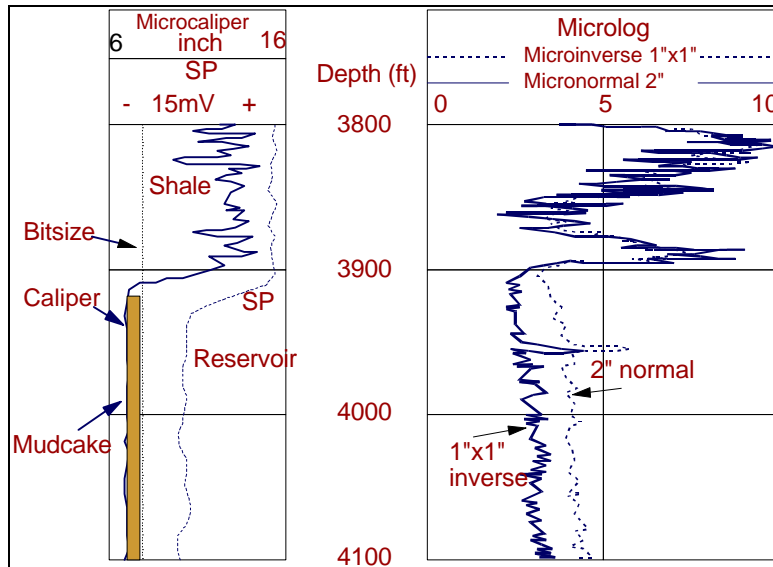 Microcaliper
6 inch 16
SP
- 15mV +
Depth (ft)
Microlog
Microinverse 1"x1"
Micronormal 2"
0 5 10
3800
3900
4000
4100
Shale
Bitsize
Caliper
SP
Reservoir
Mudcake
2" normal
1"x1"
inverse